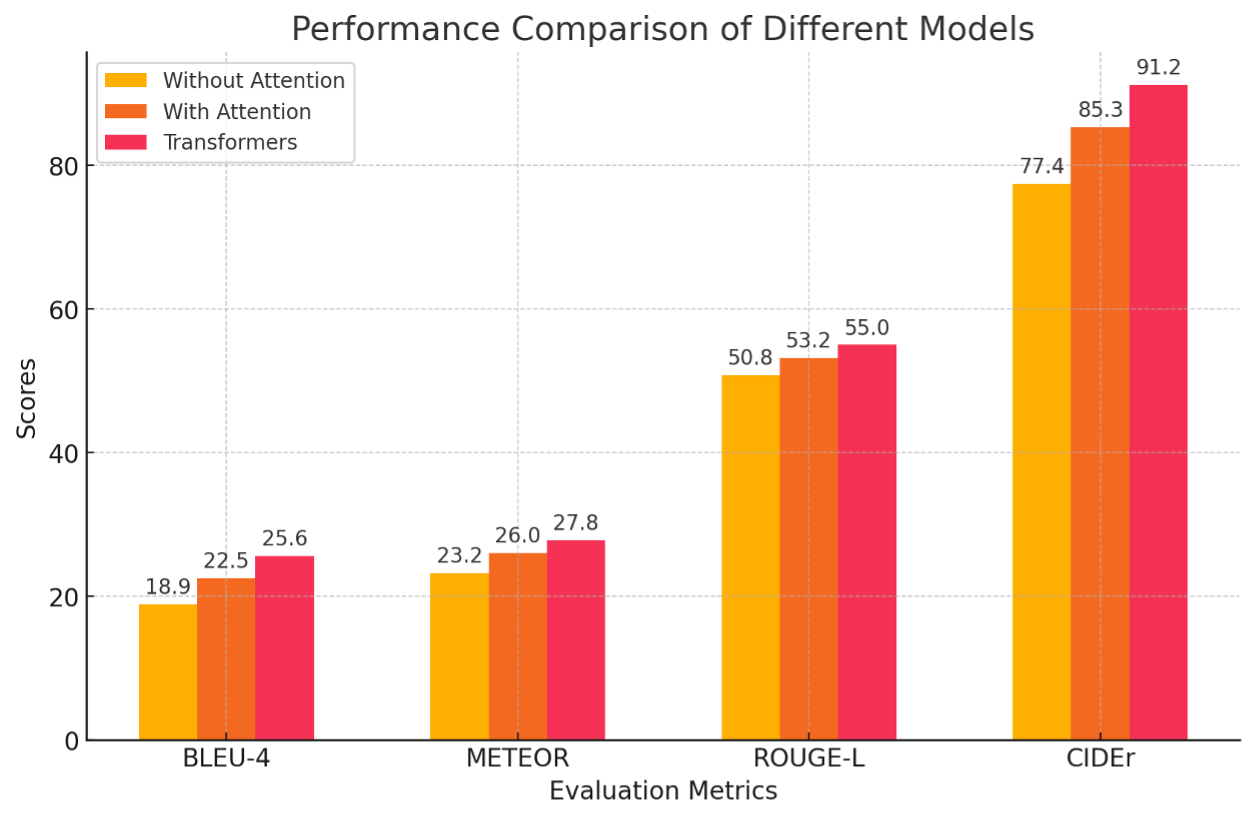 Performance Comparison of Different Models
Without Attention
With Attention
Transformers
Scores
80
60
40
20
0
18.9
22.5
25.6
23.2
26.0
27.8
50.8
53.2
55.0
77.4
85.3
91.2
BLEU-4
METEOR
ROUGE-L
CIDEr
Evaluation Metrics